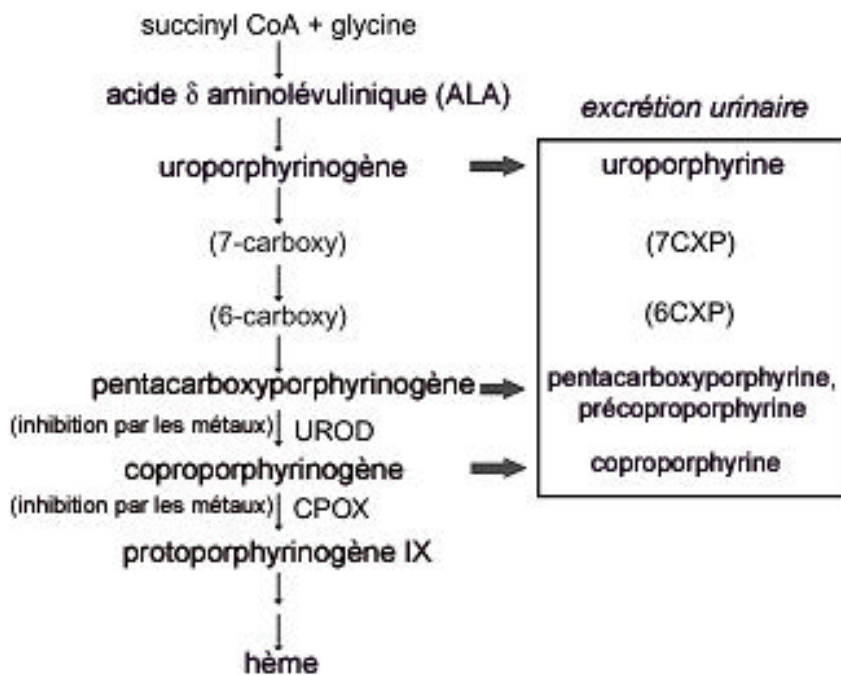 succinyl CoA + glycine
acide δ aminolévulinique (ALA)
excrétion urinaire
uroporphyrinogène
uroporphyrine
(7-carboxy)
(7CXP)
(6-carboxy)
(6CXP)
pentacarboxyporphyrinogène
pentacarboxyporphyrine,
précoproporphyrine
(inhibition par les métaux) UROD
coproporphyrinogène
coproporphyrine
(inhibition par les métaux) CPOX
protoporphyrinogène IX
hème